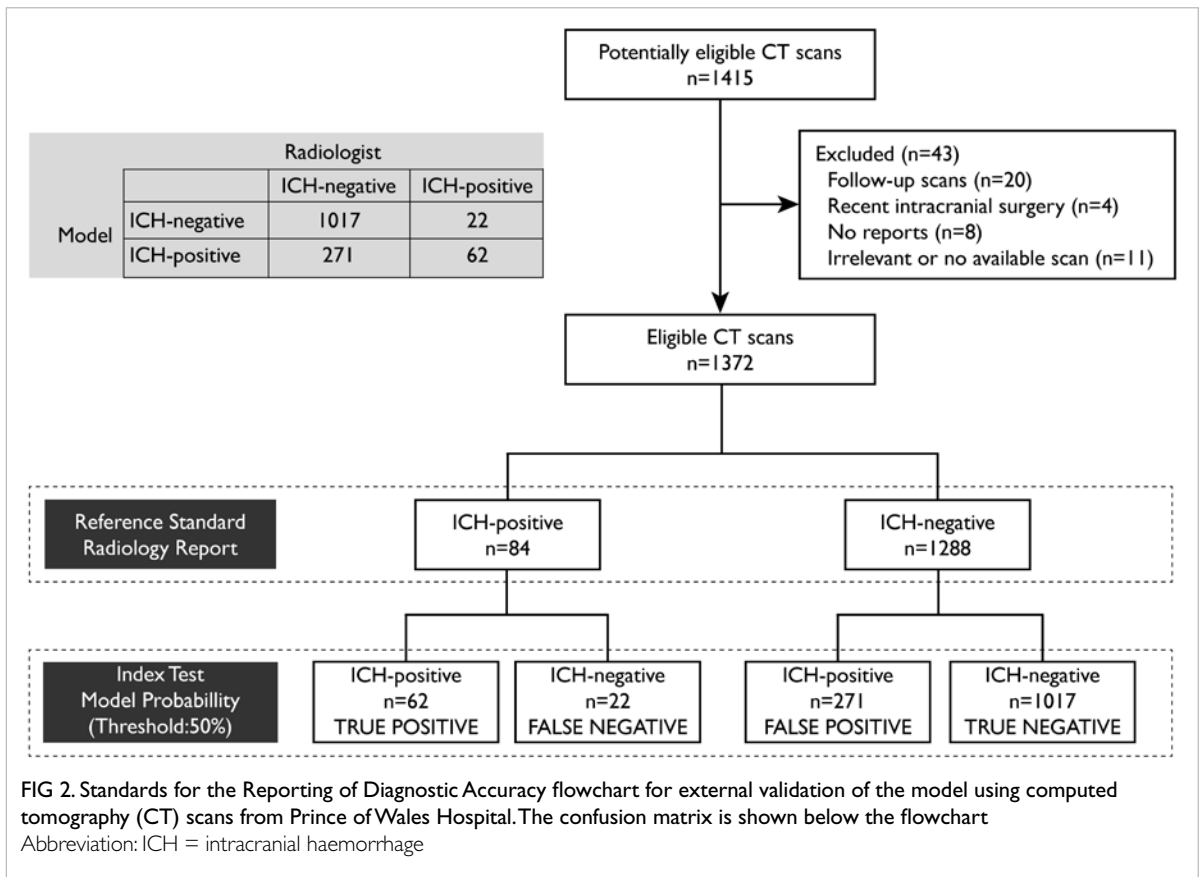 Potentially eligible CT scans
n=1415
Radiologist
ICH-negative ICH-positive
Model
ICH-negative 1017 22
ICH-positive 271 62
Excluded (n=43)
Follow-up scans (n=20)
Recent intracranial surgery (n=4)
No reports (n=8)
Irrelevant or no available scan (n=11)
Eligible CT scans
n=1372
Reference Standard
Radiology Report
ICH-positive
n=84
ICH-negative
n=1288
Index Test
Model Probabillity
(Threshold:50%)
ICH-positive
n=62
TRUE POSITIVE
ICH-negative
n=22
FALSE NEGATIVE
ICH-positive
n=271
FALSE POSITIVE
ICH-negative
n=1017
TRUE NEGATIVE
FIG 2. Standards for the Reporting of Diagnostic Accuracy flowchart for external validation of the model using computed
tomography (CT) scans from Prince of Wales Hospital. The confusion matrix is shown below the flowchart
Abbreviation: ICH = intracranial haemorrhage